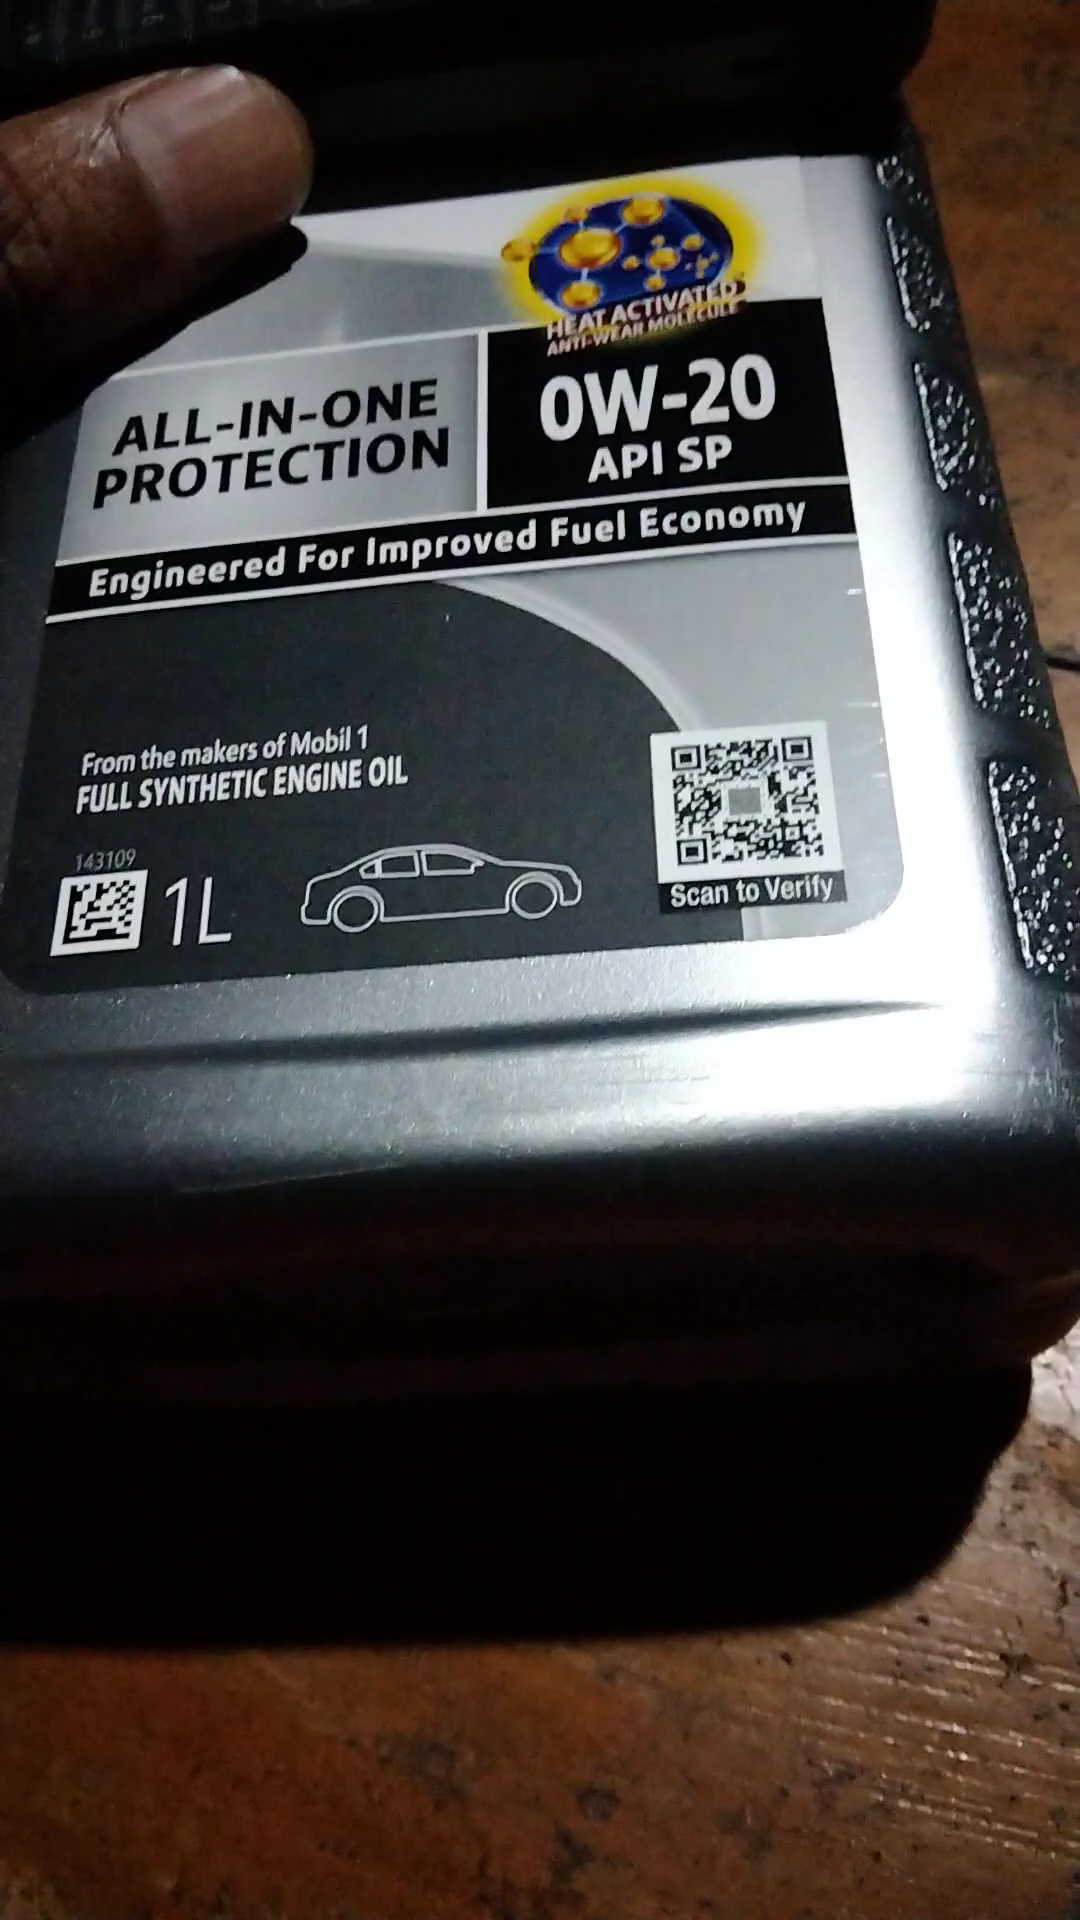 HEAT ACTIVATED
ANTI-WEAR MOLECULE
ALL-IN-ONE
PROTECTION
0W-20
API SP
Engineered For Improved Fuel Economy
From the makers of Mobil 1
FULL SYNTHETIC ENGINE OIL
143109
1L
Scan to Verify